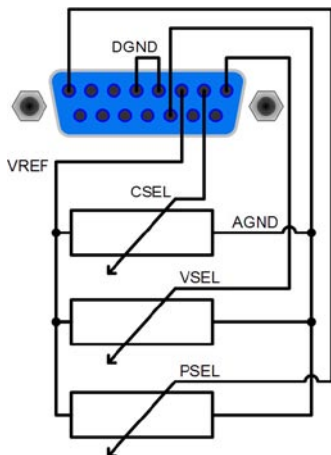 DGND
VREF
CSEL
AGND
VSEL
PSEL